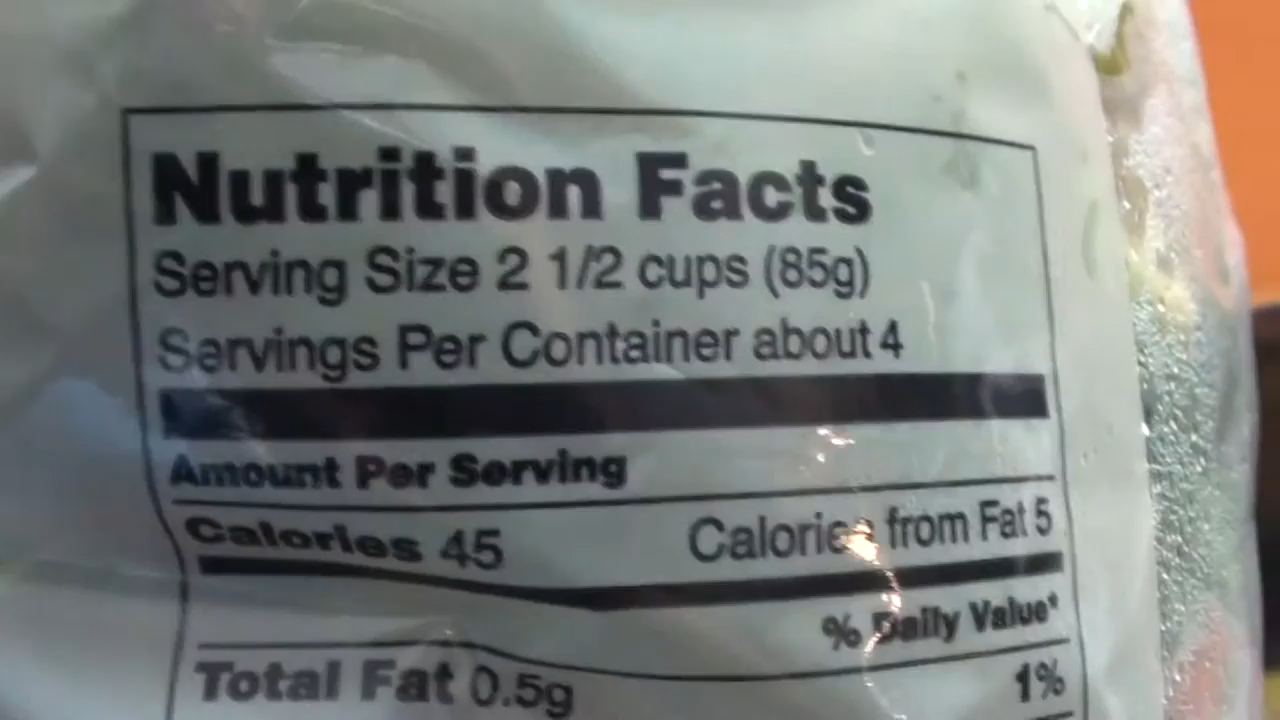 Nutrition Facts
Serving Size 2 1/2 cups (85g)
Servings Per Container about 4
Amount Per Serving
Calories 45 Calories from Fat 5
% Daily Value*
Total Fat 0.5g 1%